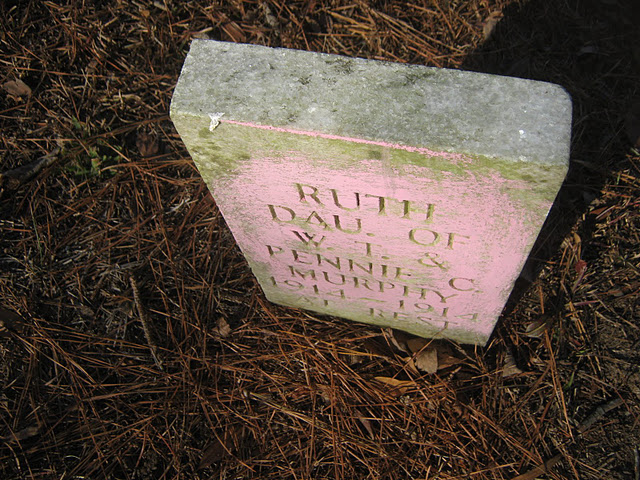 RUTH
DAU. OF
W. T. &
PENNIE C.
MURPHY
1914 – 1914
AT REST